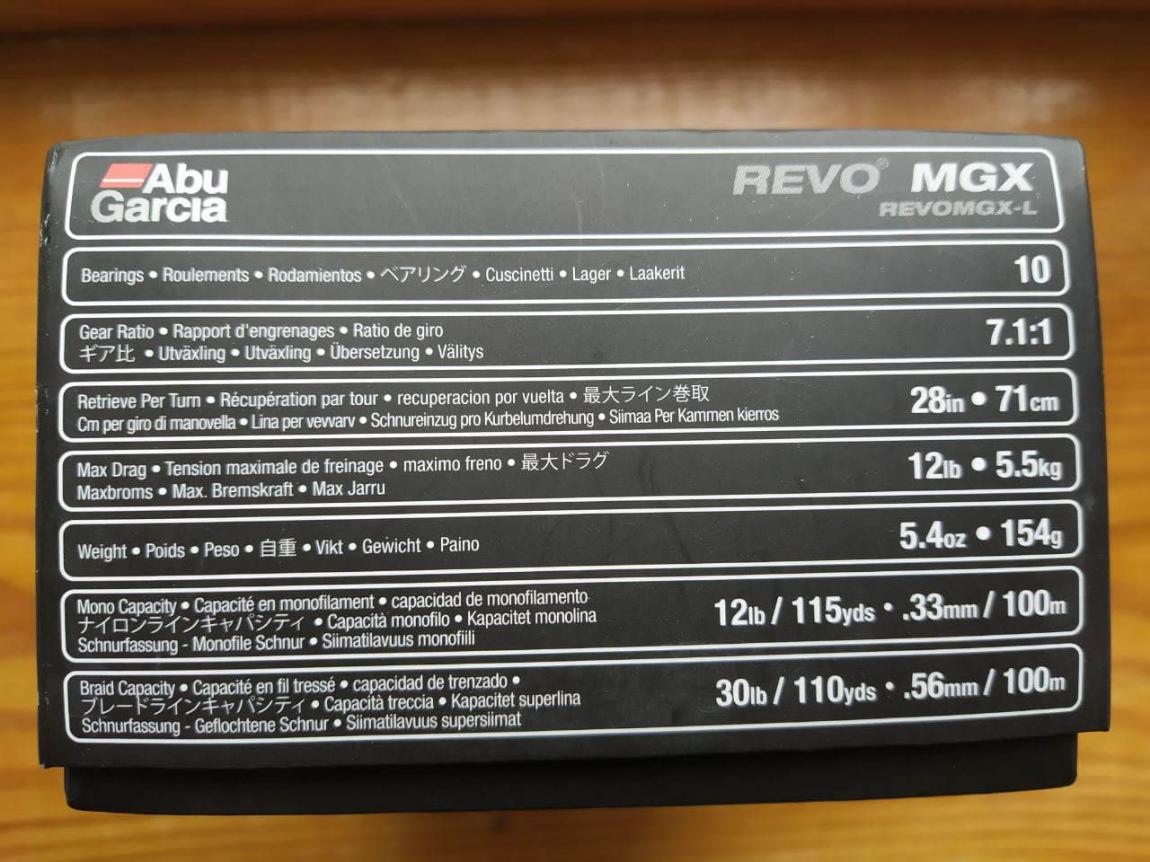 Abu
Garcia
REVO® MGX
REVOMGX-L
Bearings • Roulements • Rodamientos • ベアリング • Cuscinetti • Lager • Laakerit
10
Gear Ratio • Rapport d'engrenages • Ratio de giro
ギア比 • Utväxling • Utväxling • Übersetzung • Välitys
7.1:1
Retrieve Per Turn • Récupération par tour • recuperacion por vuelta • 最大ライン巻取
Cm per giro di manovella • Lina per vevvarv • Schnureinzug pro Kurbelumdrehung • Siimaa Per Kammen kierros
28in • 71cm
Max Drag • Tension maximale de freinage • maximo freno • 最大ドラグ
Maxbroms • Max. Bremskraft • Max Jarru
12lb • 5.5kg
Weight • Poids • Peso • 自重 • Vikt • Gewicht • Paino
5.4oz • 154g
Mono Capacity • Capacité en monofilament • capacidad de monofilamento
ナイロンラインキャパシティ • Capacità monofilo • Kapacitet monolina
Schnurfassung - Monofile Schnur • Siimatilavuus monofiili
12lb / 115yds • .33mm / 100m
Braid Capacity • Capacité en fil tressé • capacidad de trenzado •
ブレードラインキャパシティ • Capacità treccia • Kapacitet superlina
Schnurfassung - Geflochtene Schnur • Siimatilavuus supersiimat
30lb / 110yds • .56mm / 100m